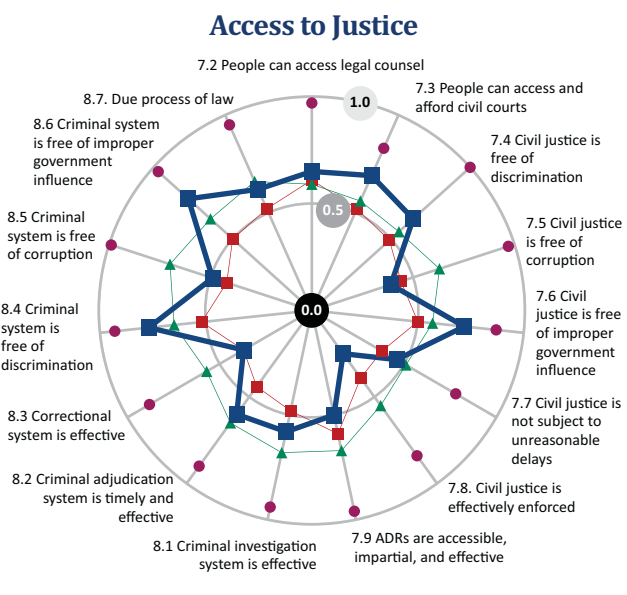 Access to Justice
7.2 People can access legal counsel
7.3 People can access and
afford civil courts
7.4 Civil justice is
free of
discrimination
7.5 Civil justice
is free of
corruption
7.6 Civil
justice is free
of improper
government
influence
7.7 Civil justice is
not subject to
unreasonable
delays
7.8. Civil justice is
effectively enforced
7.9 ADRs are accessible,
impartial, and effective
8.1 Criminal investigation
system is effective
8.2 Criminal adjudication
system is timely and
effective
8.3 Correctional
system is effective
8.4 Criminal
system is
free of
discrimination
8.5 Criminal
system is free
of corruption
8.6 Criminal system
is free of improper
government
influence
8.7. Due process of law
1.0
0.5
0.0